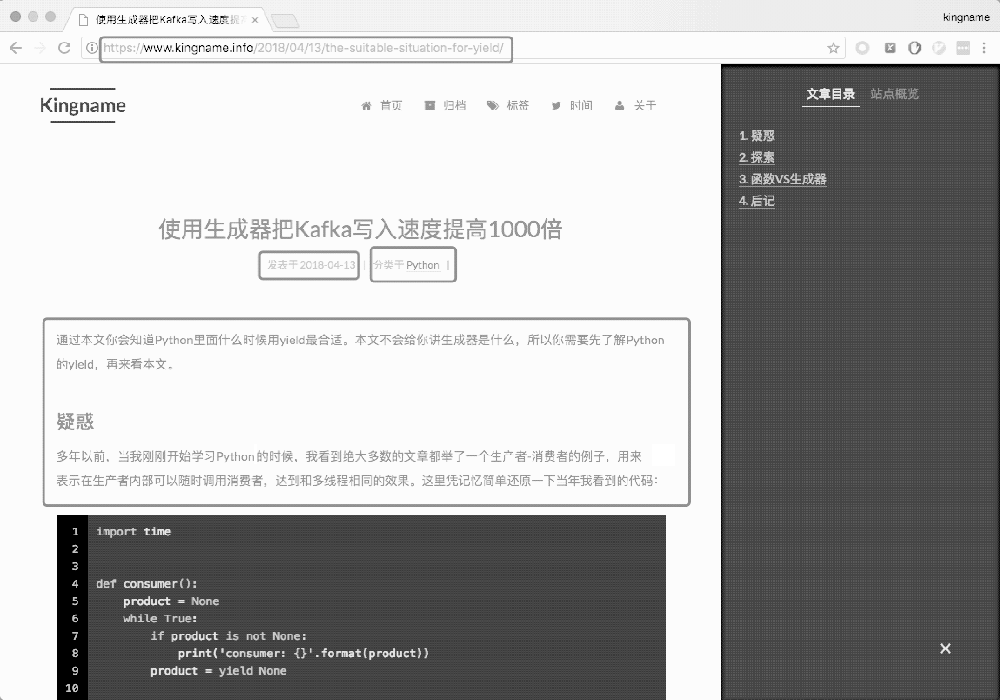 使用生成器把Kafka写入速度提
kingname
https://www.kingname.info/2018/04/13/the-suitable-situation-for-yield/
Kingname
首页 归档 标签 时间 关于
文章目录 站点概览
1. 疑惑
2. 探索
3. 函数VS生成器
4. 后记
使用生成器把Kafka写入速度提高1000倍
发表于 2018-04-13 | 分类于 Python |
通过本文你会知道Python里面什么时候用yield最合适。本文不会给你讲生成器是什么，所以你需要先了解Python
的yield，再来看本文。
疑惑
多年以前，当我刚刚开始学习Python的时候，我看到绝大多数的文章都举了一个生产者-消费者的例子，用来
表示在生产者内部可以随时调用消费者，达到和多线程相同的效果。这里凭记忆简单还原一下当年我看到的代码：
1 import time
2
3
4 def consumer():
5     product = None
6     while True:
7         if product is not None:
8             print('consumer: {}'.format(product))
9         product = yield None
10